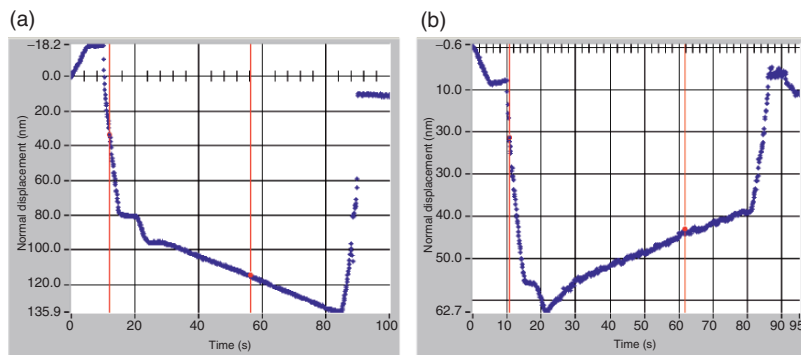 (a)
−18.2
0.0
20.0
40.0
60.0
80.0
100.0
120.0
135.9
Normal displacement (nm)
0 20 40 60 80 100
Time (s)
(b)
−0.6
10.0
20.0
30.0
40.0
50.0
62.7
Normal displacement (nm)
0 10 20 30 40 50 60 70 80 90 95
Time (s)